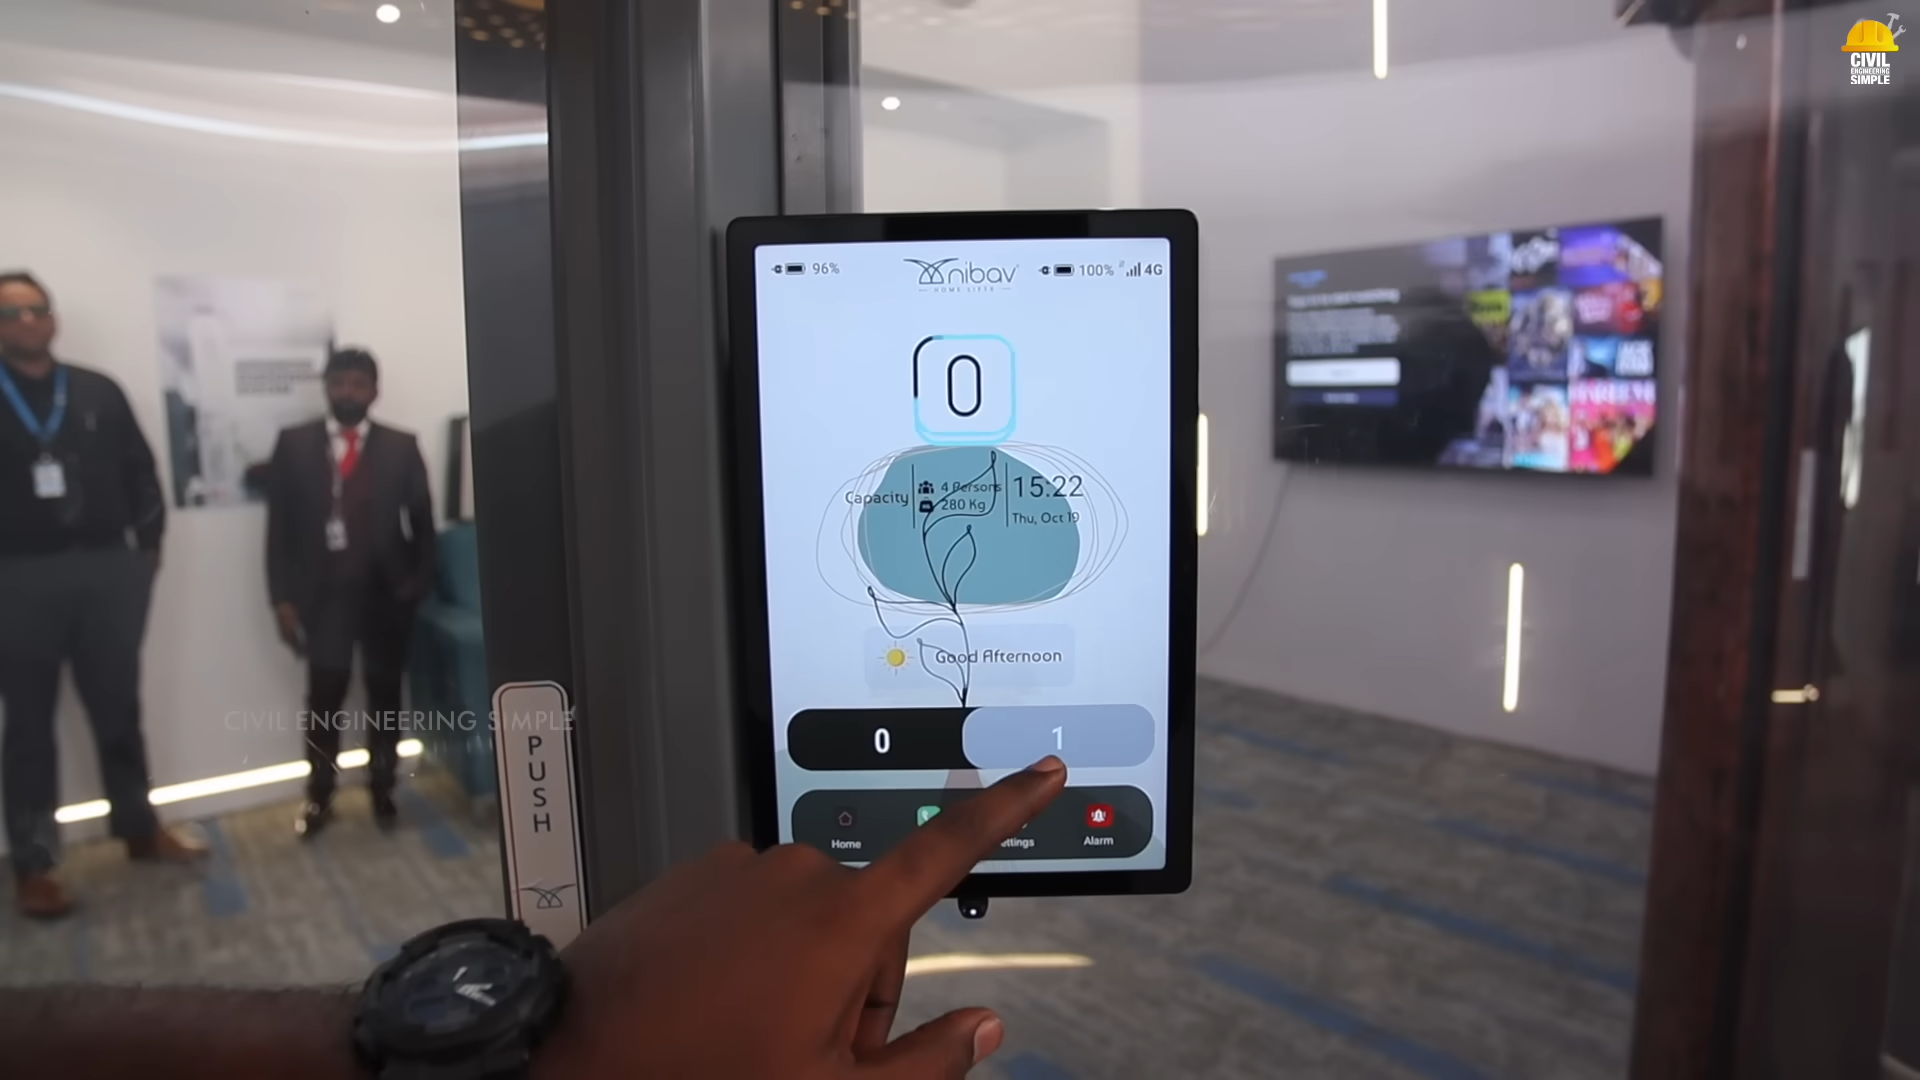 CIVIL
ENGINEERING
SIMPLE
96%
nibav
HOME LIFTS
100%
4G
0
Capacity
4 Persons
280 Kg
15:22
Thu, Oct 19
Good Afternoon
0
1
Home
ettings
Alarm
CIVIL ENGINEERING SIMPLE
PUSH